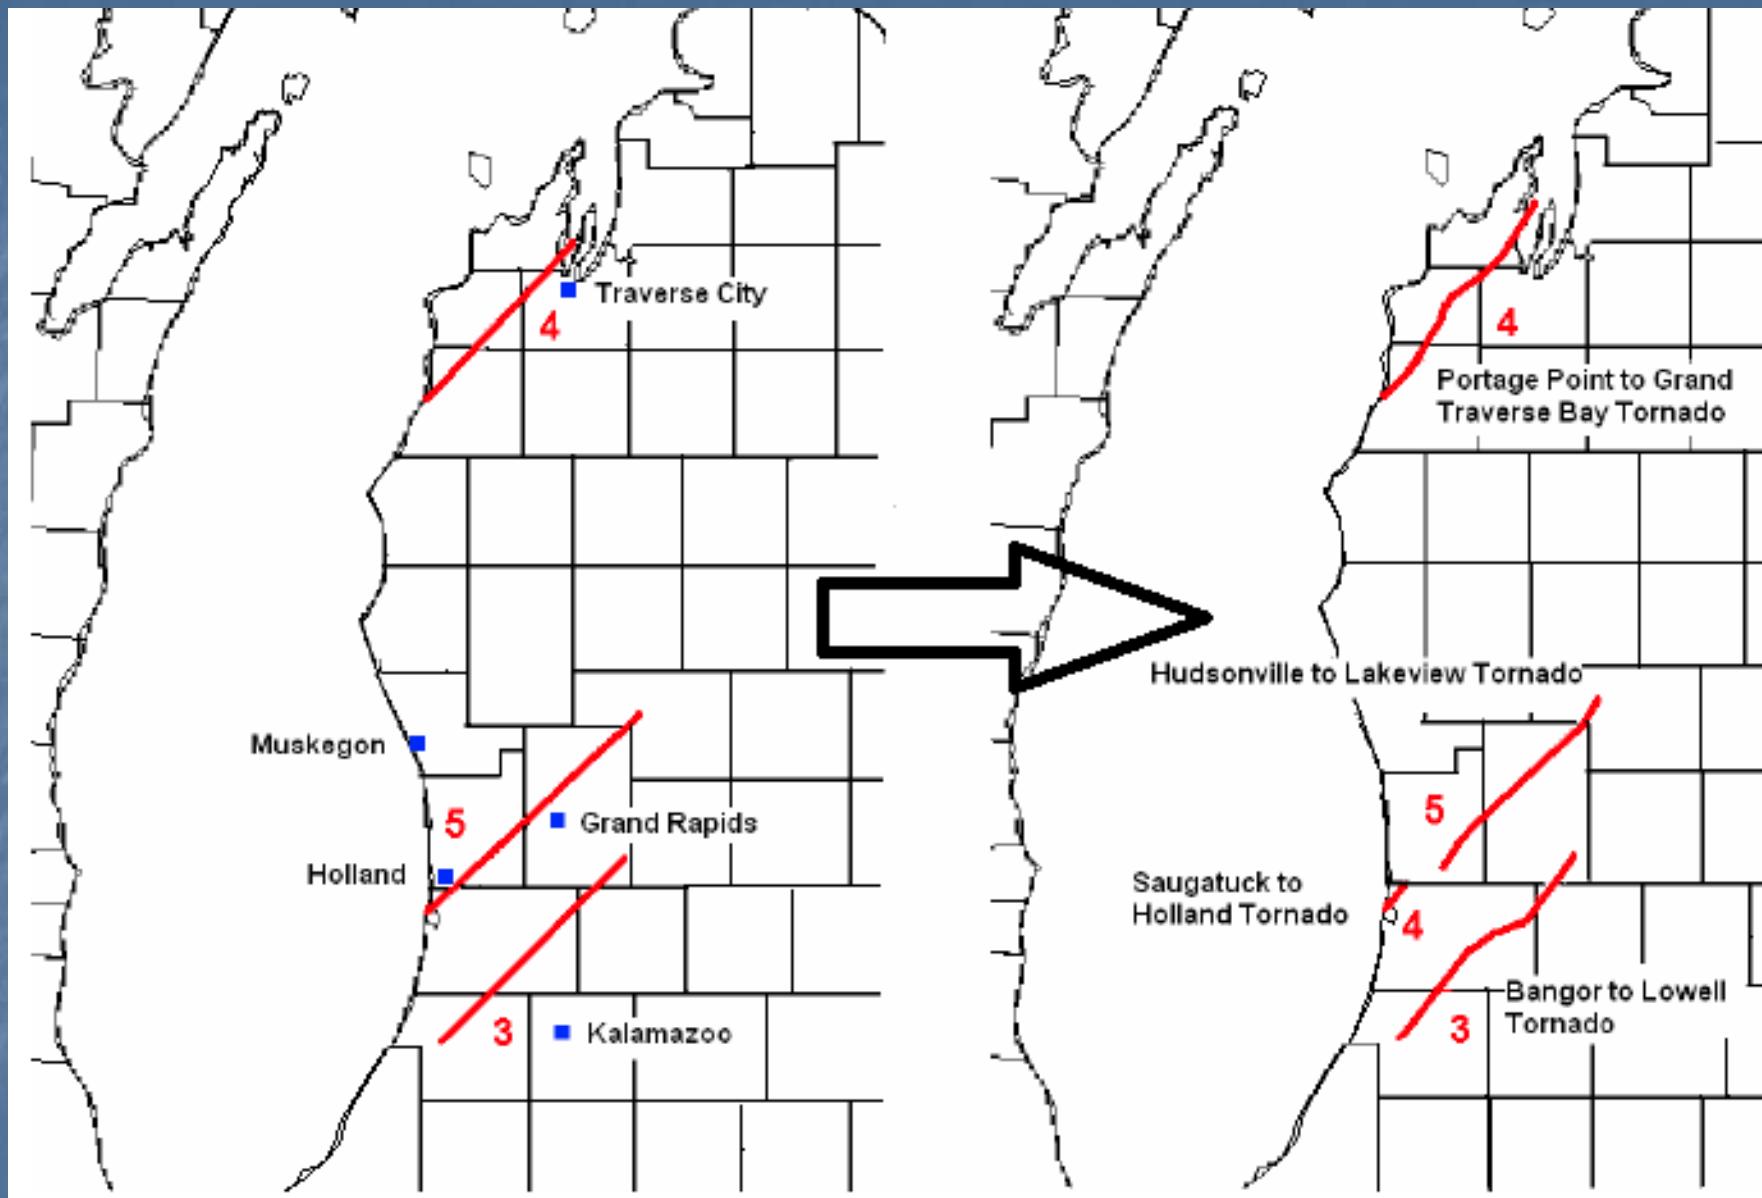 Traverse City
4
Muskegon
5
Grand Rapids
Holland
3
Kalamazoo
4
Portage Point to Grand
Traverse Bay Tornado
Hudsonville to Lakeview Tornado
5
Saugatuck to
Holland Tornado
4
Bangor to Lowell
Tornado
3